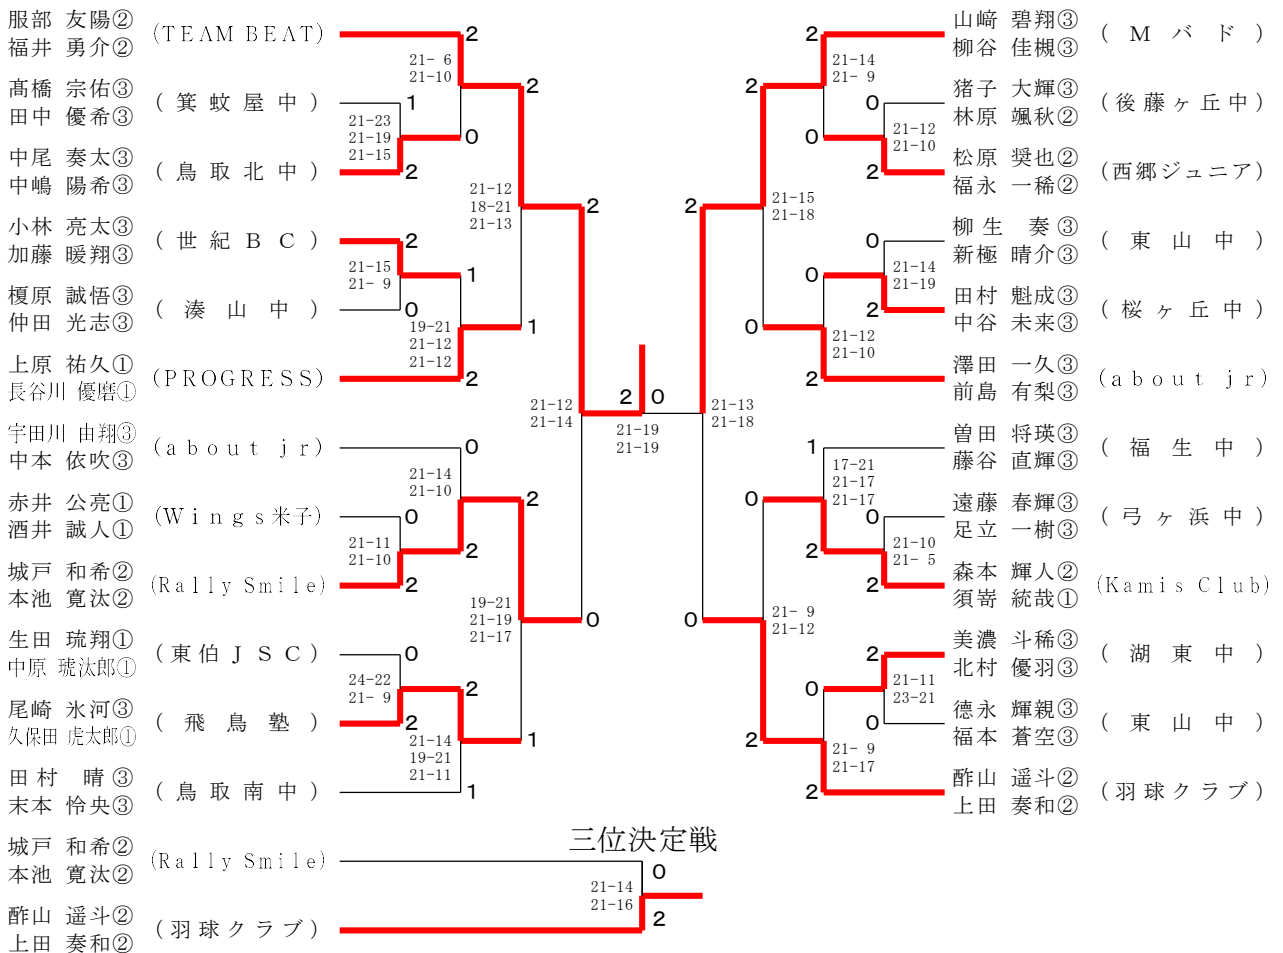 服部 友陽②
福井 勇介②
(TEAM BEAT)
2
21- 6
21-10
髙橋 宗佑③
田中 優希③
(箕蚊屋中)
1
21-23
21-19
21-15
0
2
中尾 奏太③
中嶋 陽希③
(鳥取北中)
2
21-12
18-21
21-13
2
小林 亮太③
加藤 暖翔③
(世紀BC)
2
21-15
21- 9
1
榎原 誠悟③
仲田 光志③
(湊山中)
0
19-21
21-12
21-12
1
上原 祐久①
長谷川 優磨①
(PROGRESS)
2
21-12
21-14
宇田川 由翔③
中本 依吹③
(about jr)
0
21-14
21-10
2
赤井 公亮①
酒井 誠人①
(Wings米子)
0
21-11
21-10
2
城戸 和希②
本池 寛汰②
(Rally Smile)
2
19-21
21-19
21-17
0
生田 琉翔①
中原 琥汰郎①
(東伯JSC)
0
24-22
21- 9
2
尾崎 氷河③
久保田 虎太郎①
(飛鳥塾)
2
21-14
19-21
21-11
1
田村 晴③
末本 怜央③
(鳥取南中)
1
2 0
21-19
21-19
山﨑 碧翔③
柳谷 佳槻③
(Mバド)
2
21-14
21- 9
2
猪子 大輝③
林原 颯秋②
(後藤ヶ丘中)
0
21-12
21-10
0
松原 奨也②
福永 一稀②
(西郷ジュニア)
2
21-15
21-18
2
柳生 奏③
新極 晴介③
(東山中)
0
21-14
21-19
0
田村 魁成③
中谷 未来③
(桜ヶ丘中)
2
21-12
21-10
0
澤田 一久③
前島 有梨③
(about jr)
2
21-13
21-18
曽田 将瑛③
藤谷 直輝③
(福生中)
1
17-21
21-17
21-17
0
遠藤 春輝③
足立 一樹③
(弓ヶ浜中)
0
21-10
21- 5
2
森本 輝人②
須嵜 統哉①
(Kamis Club)
2
21- 9
21-12
0
美濃 斗稀③
北村 優羽③
(湖東中)
2
21-11
23-21
0
德永 輝親③
福本 蒼空③
(東山中)
0
21- 9
21-17
2
酢山 遥斗②
上田 奏和②
(羽球クラブ)
2
三位決定戦
城戸 和希②
本池 寛汰②
(Rally Smile)
0
21-14
21-16
酢山 遥斗②
上田 奏和②
(羽球クラブ)
2